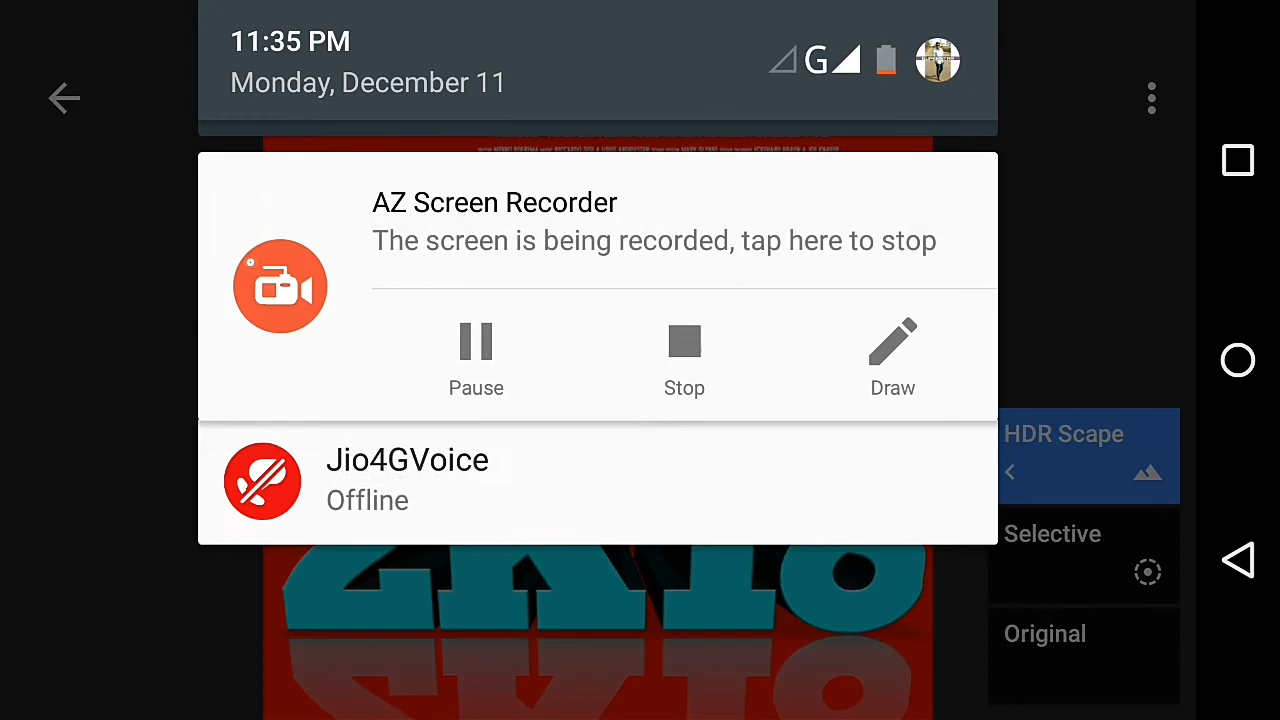 11:35 PM
Monday, December 11
G
AZ Screen Recorder
The screen is being recorded, tap here to stop
Pause
Stop
Draw
Jio4GVoice
Offline
HDR Scape
Selective
Original